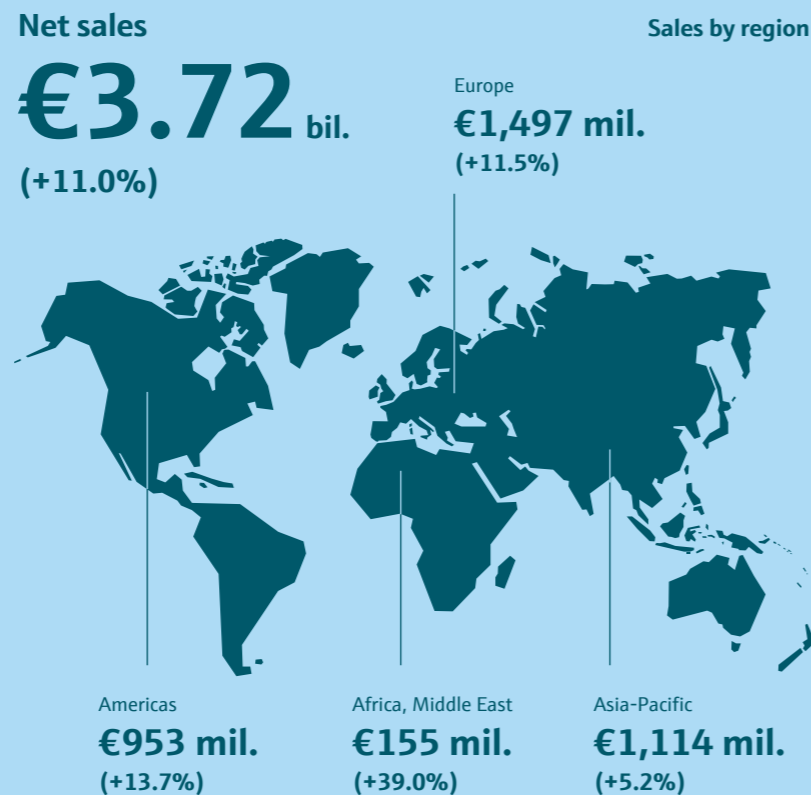 Net sales
€3.72 bil.
(+11.0%)
Sales by region
Europe
€1,497 mil.
(+11.5%)
Americas
€953 mil.
(+13.7%)
Africa, Middle East
€155 mil.
(+39.0%)
Asia-Pacific
€1,114 mil.
(+5.2%)